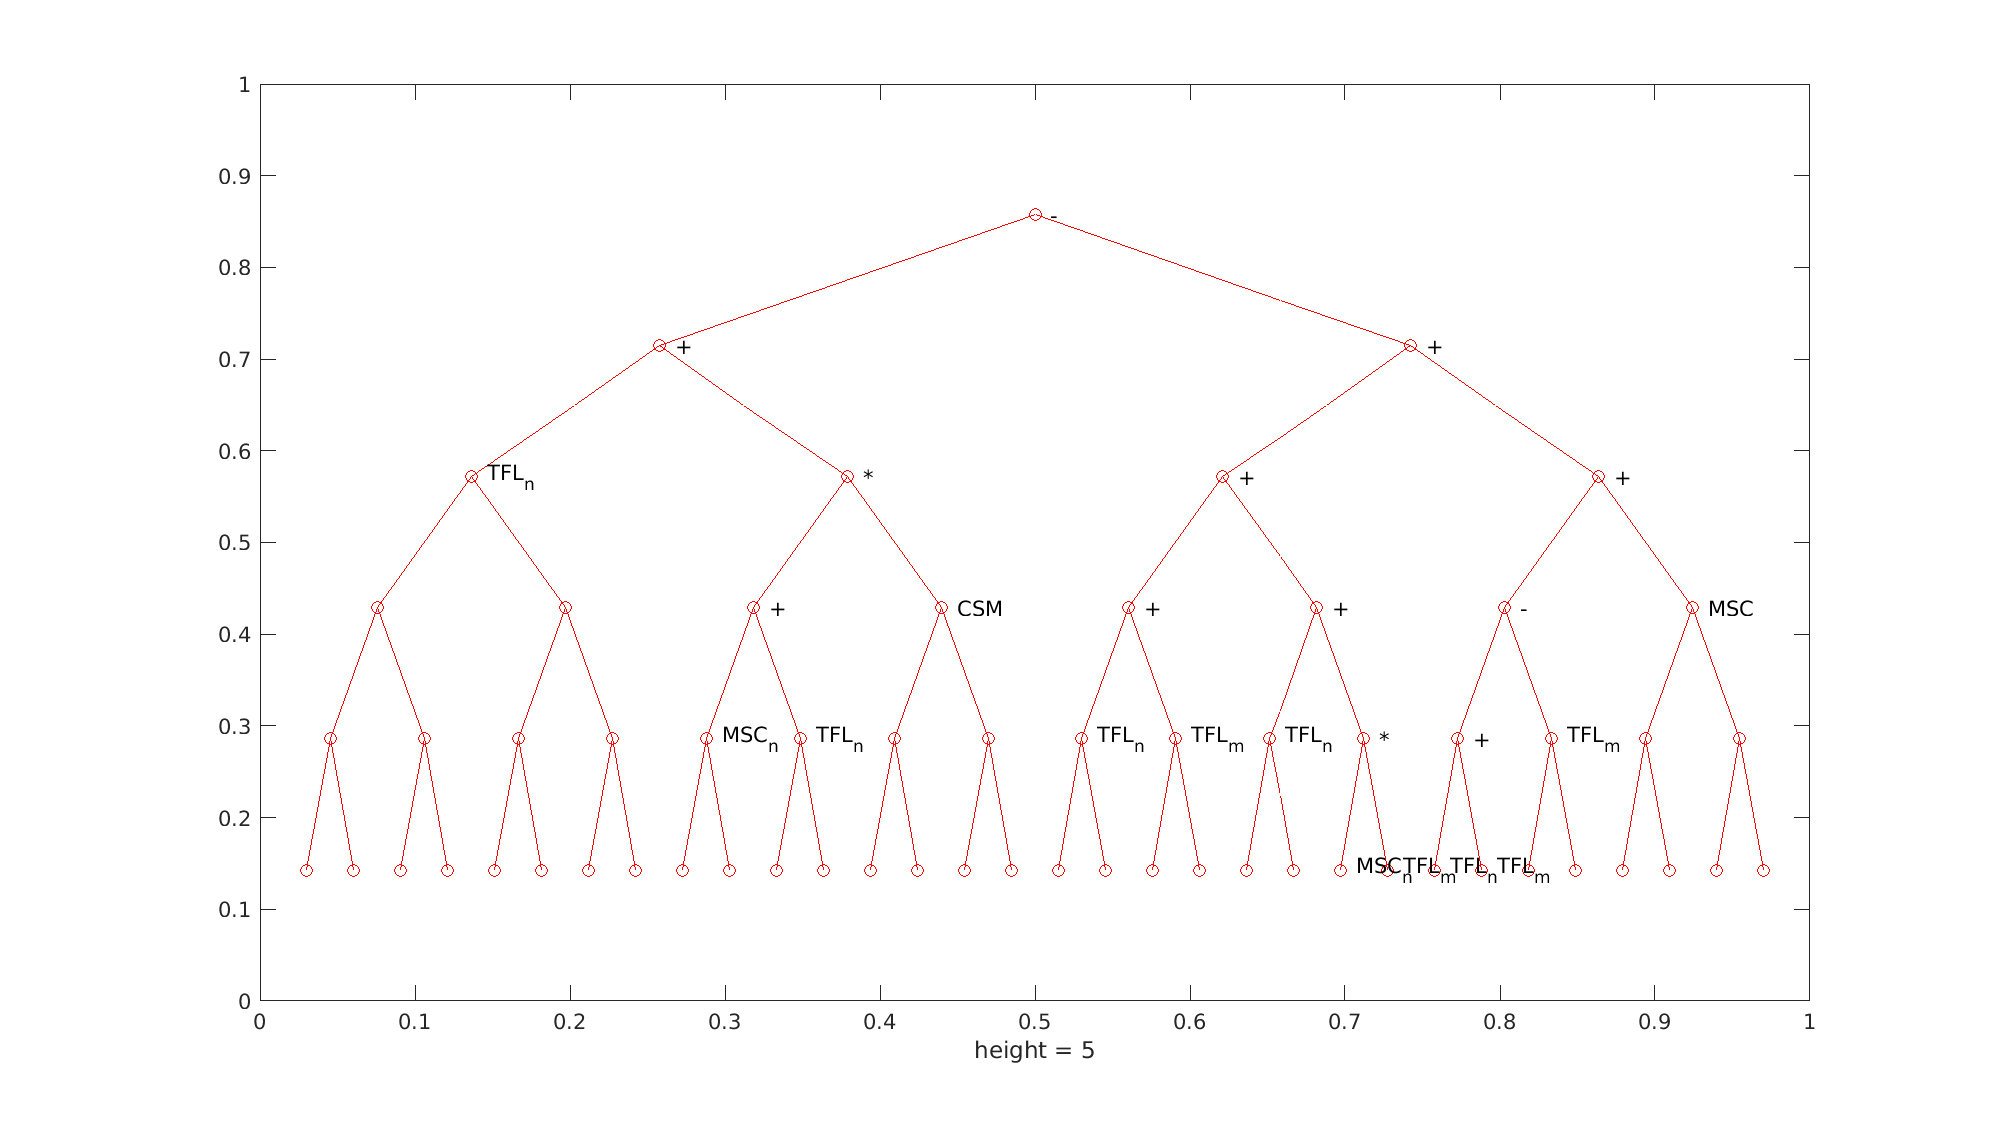 1
0.9
-
0.8
+ +
0.7
0.6
TFLn * + +
0.5
+ CSM + + - MSC
0.4
0.3
MSCn TFLn TFLn TFLm TFLn * + TFLm
0.2
MSCn TFLm TFLn TFLm
0.1
0
0 0.1 0.2 0.3 0.4 0.5 0.6 0.7 0.8 0.9 1
height = 5